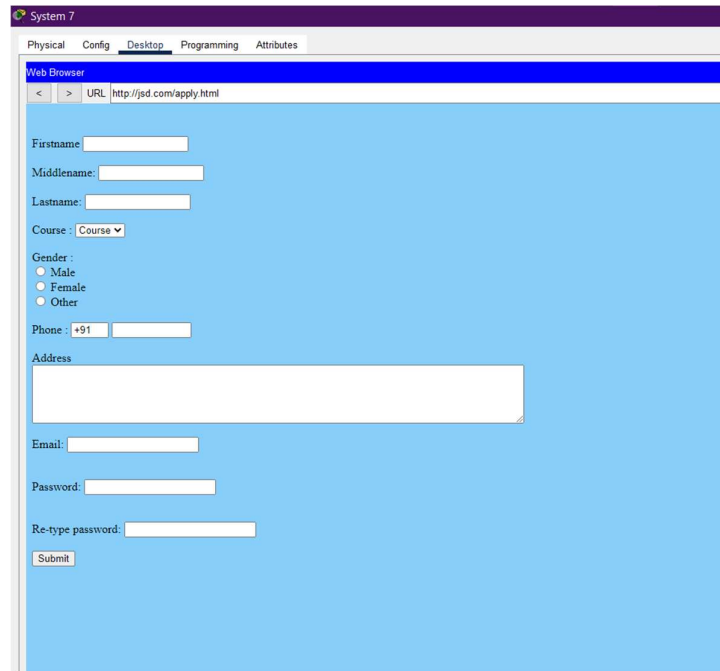 System 7
Physical Config Desktop Programming Attributes
Web Browser
< > URL http://jsd.com/apply.html
Firstname
Middlename:
Lastname:
Course : Course
Gender :
Male
Female
Other
Phone : +91
Address
Email:
Password:
Re-type password:
Submit